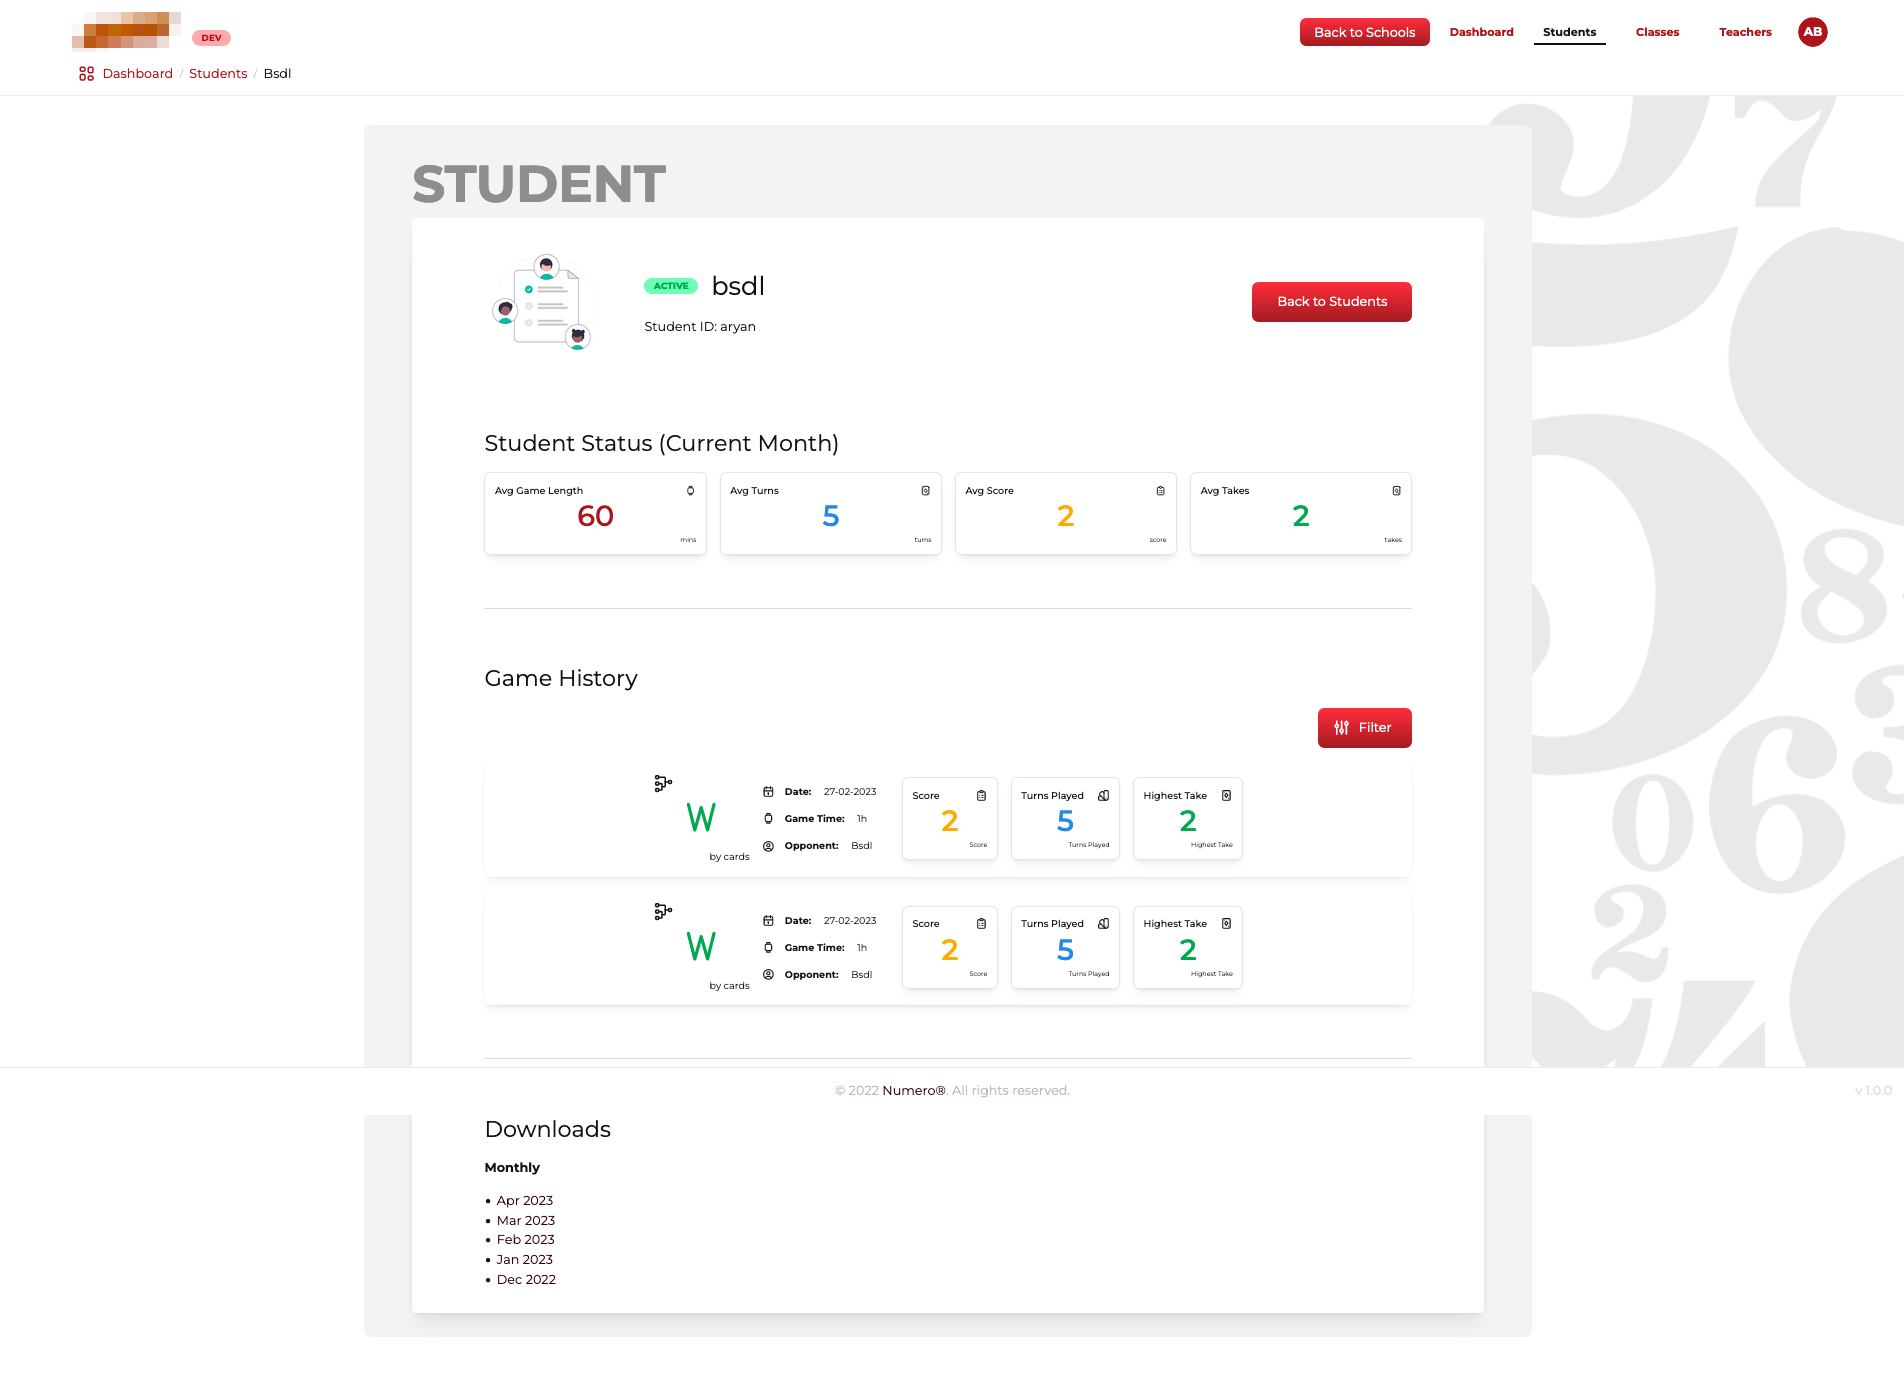 DEV
Back to Schools Dashboard Students Classes Teachers AB
Dashboard / Students / Bsdl
STUDENT
ACTIVE bsdl
Student ID: aryan
Back to Students
Student Status (Current Month)
Avg Game Length
60
mins
Avg Turns
5
turns
Avg Score
2
score
Avg Takes
2
takes
Game History
Filter
W
by cards
Date: 27-02-2023
Game Time: 1h
Opponent: Bsdl
Score
2
Score
Turns Played
5
Turns Played
Highest Take
2
Highest Take
W
by cards
Date: 27-02-2023
Game Time: 1h
Opponent: Bsdl
Score
2
Score
Turns Played
5
Turns Played
Highest Take
2
Highest Take
© 2022 Numero®. All rights reserved.
v 1.0.0
Downloads
Monthly
• Apr 2023
• Mar 2023
• Feb 2023
• Jan 2023
• Dec 2022